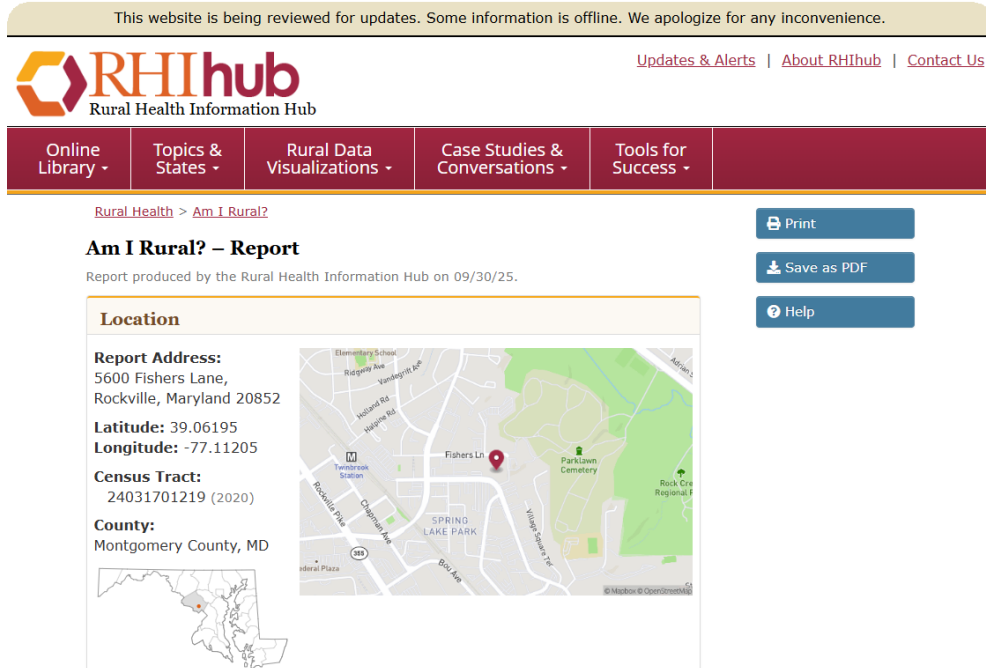 This website is being reviewed for updates. Some information is offline. We apologize for any inconvenience.
RHIhub
Rural Health Information Hub
Updates & Alerts | About RHIhub | Contact Us
Online Library
Topics & States
Rural Data Visualizations
Case Studies & Conversations
Tools for Success
Rural Health > Am I Rural?
Print
Save as PDF
Help
Am I Rural? – Report
Report produced by the Rural Health Information Hub on 09/30/25.
Location
Report Address:
5600 Fishers Lane,
Rockville, Maryland 20852
Latitude: 39.06195
Longitude: -77.11205
Census Tract:
24031701219 (2020)
County:
Montgomery County, MD
Elementary School
Ridgway Ave
Vandegrift Ave
Adrian
Holland Rd
Halpine Rd
Fishers Ln
M
Twinbrook
Station
Parklawn
Cemetery
Rock Cre
Regional
Rockville Pike
Chapman Ave
SPRING
LAKE PARK
Village Square Ter
355
Bou Ave
ederal Plaza
© Mapbox © OpenStreetMap